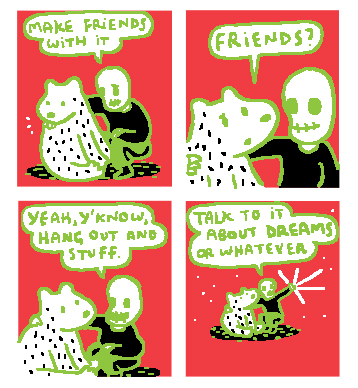 MAKE FRIENDS
WITH IT
FRIENDS?
YEAH, Y'KNOW,
HANG OUT AND
STUFF.
TALK TO IT
ABOUT DREAMS
OR WHATEVER